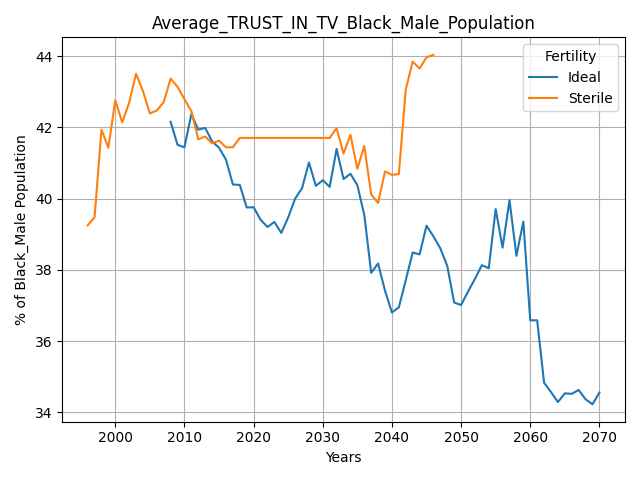 Average_TRUST_IN_TV_Black_Male_Population
Fertility
Ideal
Sterile
% of Black_Male Population
44
42
40
38
36
34
2000 2010 2020 2030 2040 2050 2060 2070
Years